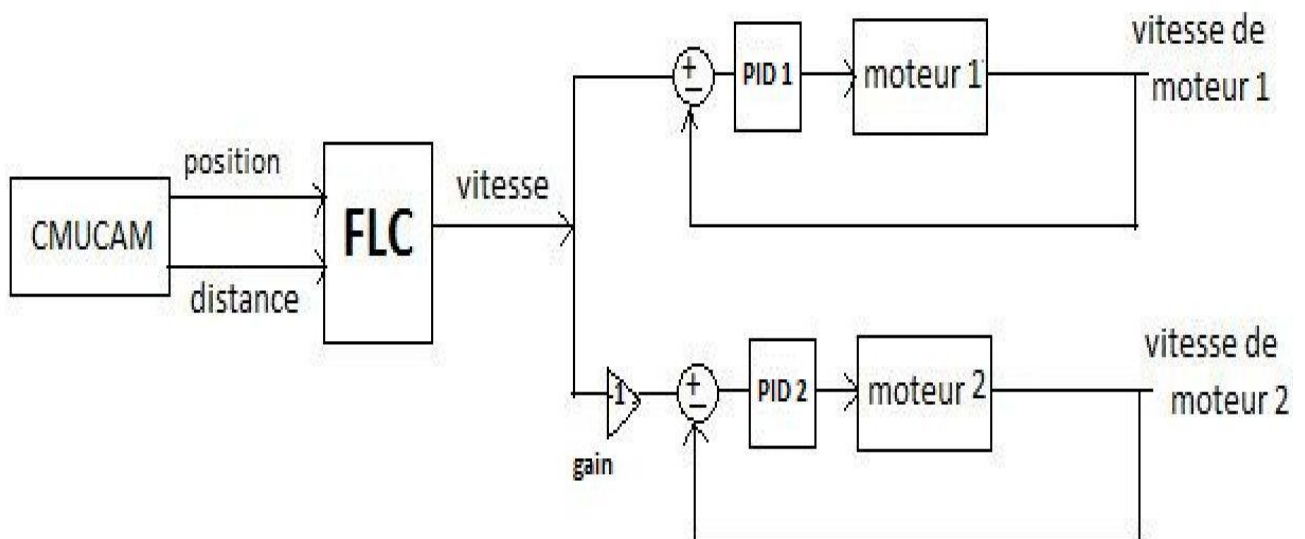 CMUCAM
position
distance
FLC
vitesse
+
−
PID 1
moteur 1
vitesse de
moteur 1
-1
gain
+
−
PID 2
moteur 2
vitesse de
moteur 2